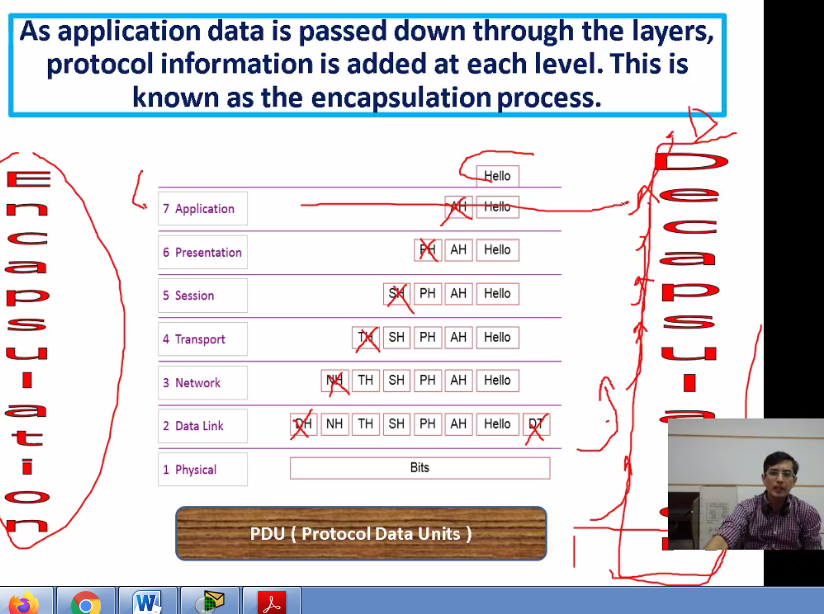 As application data is passed down through the layers,
protocol information is added at each level. This is
known as the encapsulation process.
Encapsulation
Hello
7 Application AH Hello
6 Presentation PH AH Hello
5 Session SH PH AH Hello
4 Transport TH SH PH AH Hello
3 Network NH TH SH PH AH Hello
2 Data Link DH NH TH SH PH AH Hello DT
1 Physical Bits
PDU ( Protocol Data Units )